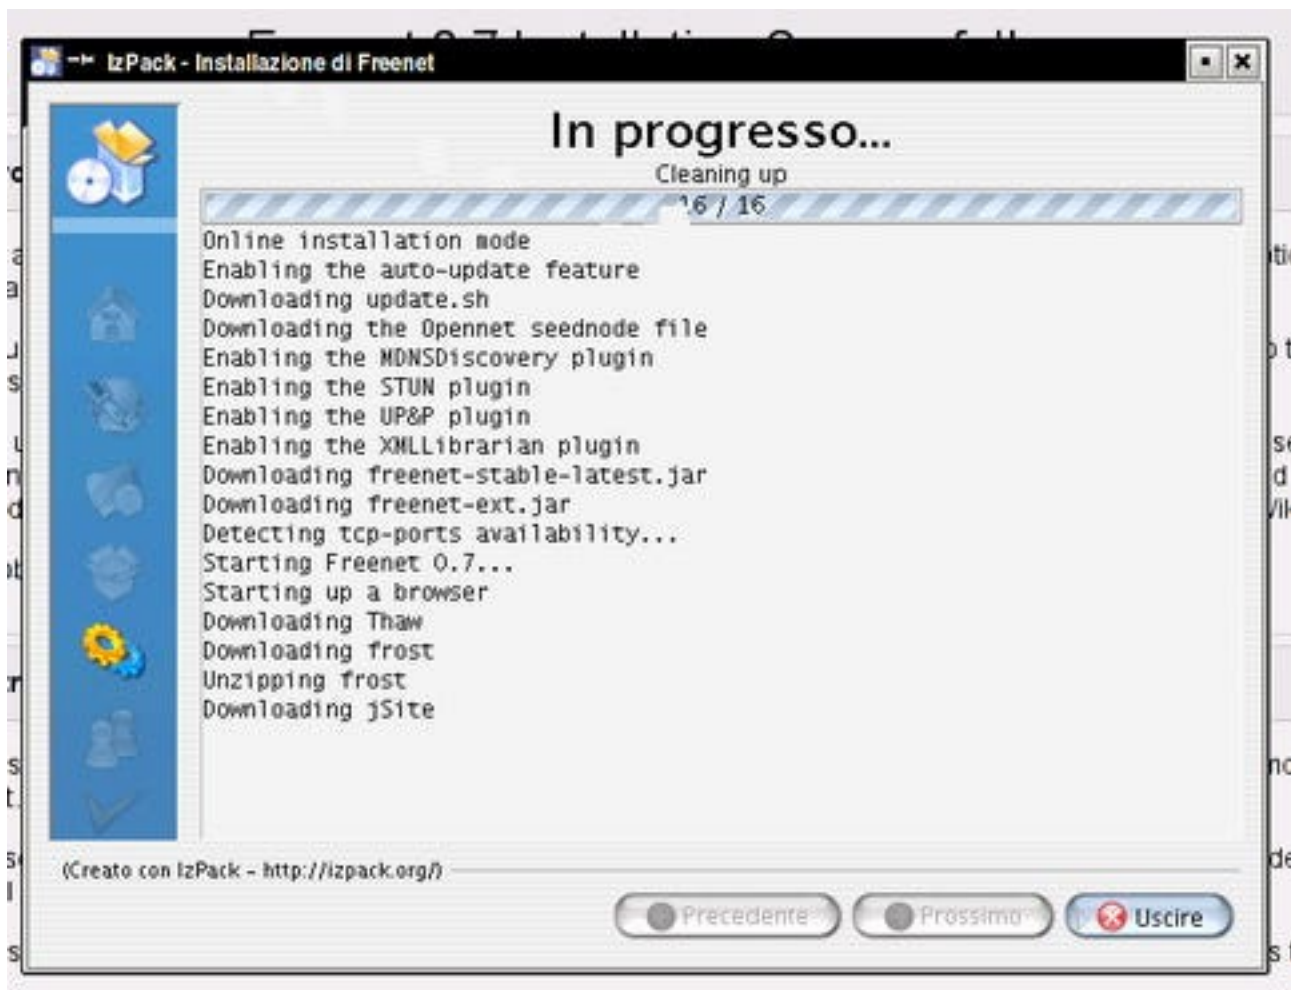 IzPack - Installazione di Freenet
In progresso...
Cleaning up
16 / 16
Online installation mode
Enabling the auto-update feature
Downloading update.sh
Downloading the Opennet seednode file
Enabling the MDNSDiscovery plugin
Enabling the STUN plugin
Enabling the UP&P plugin
Enabling the XMLLibrarian plugin
Downloading freenet-stable-latest.jar
Downloading freenet-ext.jar
Detecting tcp-ports availability...
Starting Freenet 0.7...
Starting up a browser
Downloading Thaw
Downloading frost
Unzipping frost
Downloading jSite
(Creato con IzPack - http://izpack.org/)
Precedente
Prossimo
Uscire